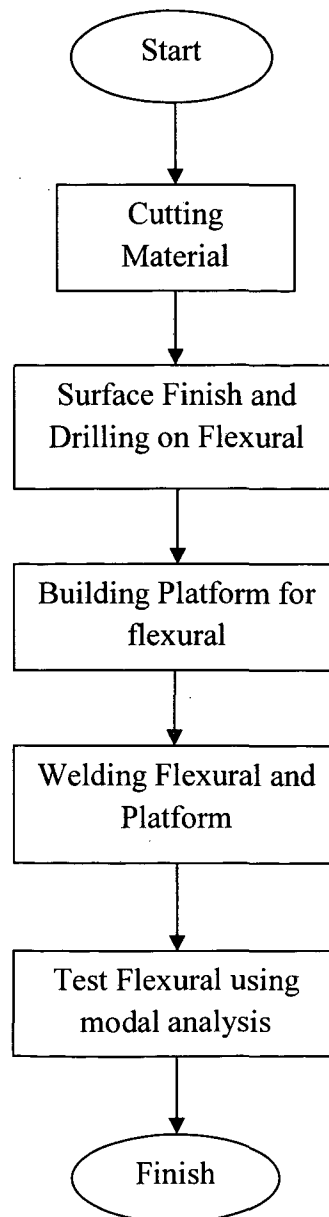 Start
Cutting
Material
Surface Finish and
Drilling on Flexural
Building Platform for
flexural
Welding Flexural and
Platform
Test Flexural using
modal analysis
Finish